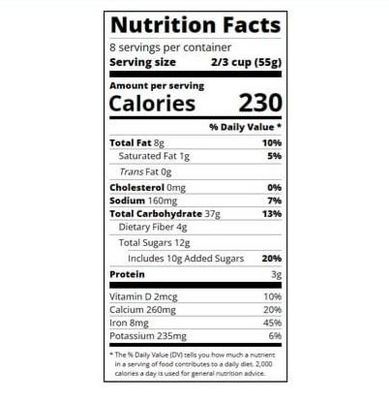 Nutrition Facts
8 servings per container
Serving size 2/3 cup (55g)
Amount per serving
Calories 230
% Daily Value *
Total Fat 8g 10%
Saturated Fat 1g 5%
Trans Fat 0g
Cholesterol 0mg 0%
Sodium 160mg 7%
Total Carbohydrate 37g 13%
Dietary Fiber 4g
Total Sugars 12g
Includes 10g Added Sugars 20%
Protein 3g
Vitamin D 2mcg 10%
Calcium 260mg 20%
Iron 8mg 45%
Potassium 235mg 6%
* The % Daily Value (DV) tells you how much a nutrient
in a serving of food contributes to a daily diet. 2,000
calories a day is used for general nutrition advice.